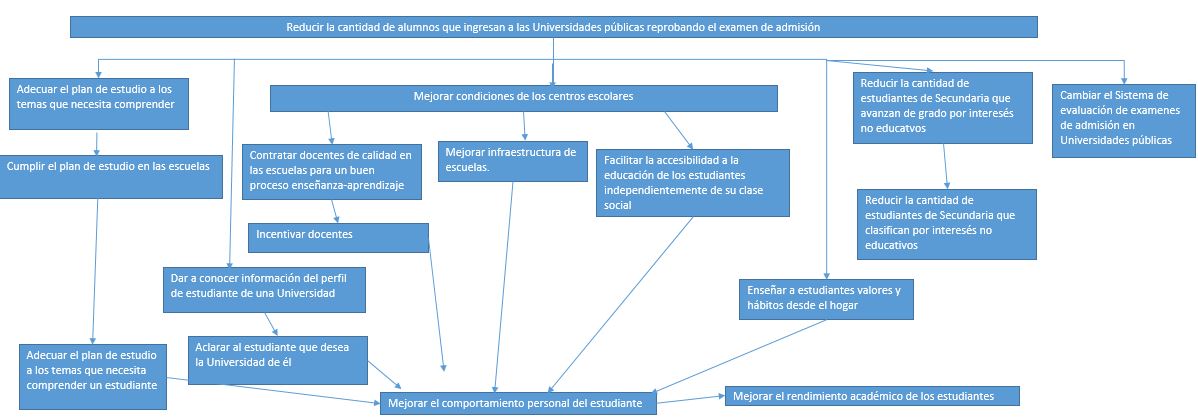 Reducir la cantidad de alumnos que ingresan a las Universidades públicas reprobando el examen de admisión
Adecuar el plan de estudio a los
temas que necesita comprender
Mejorar condiciones de los centros escolares
Reducir la cantidad de
estudiantes de Secundaria que
avanzan de grado por interésés
no educatvos
Cambiar el Sistema de
evaluación de examenes
de admisión en
Universidades públicas
Cumplir el plan de estudio en las escuelas
Contratar docentes de calidad en
las escuelas para un buen
proceso enseñanza-aprendizaje
Mejorar infraestructura de
escuelas.
Facilitar la accesibilidad a la
educación de los estudiantes
independientemente de su clase
social
Reducir la cantidad de
estudiantes de Secundaria que
clasifican por interesés no
educativos
Incentivar docentes
Dar a conocer información del perfil
de estudiante de una Universidad
Enseñar a estudiantes valores y
hábitos desde el hogar
Adecuar el plan de estudio
a los temas que necesita
comprender un estudiante
Aclarar al estudiante que desea
la Universidad de él
Mejorar el comportamiento personal del estudiante
Mejorar el rendimiento académico de los estudiantes